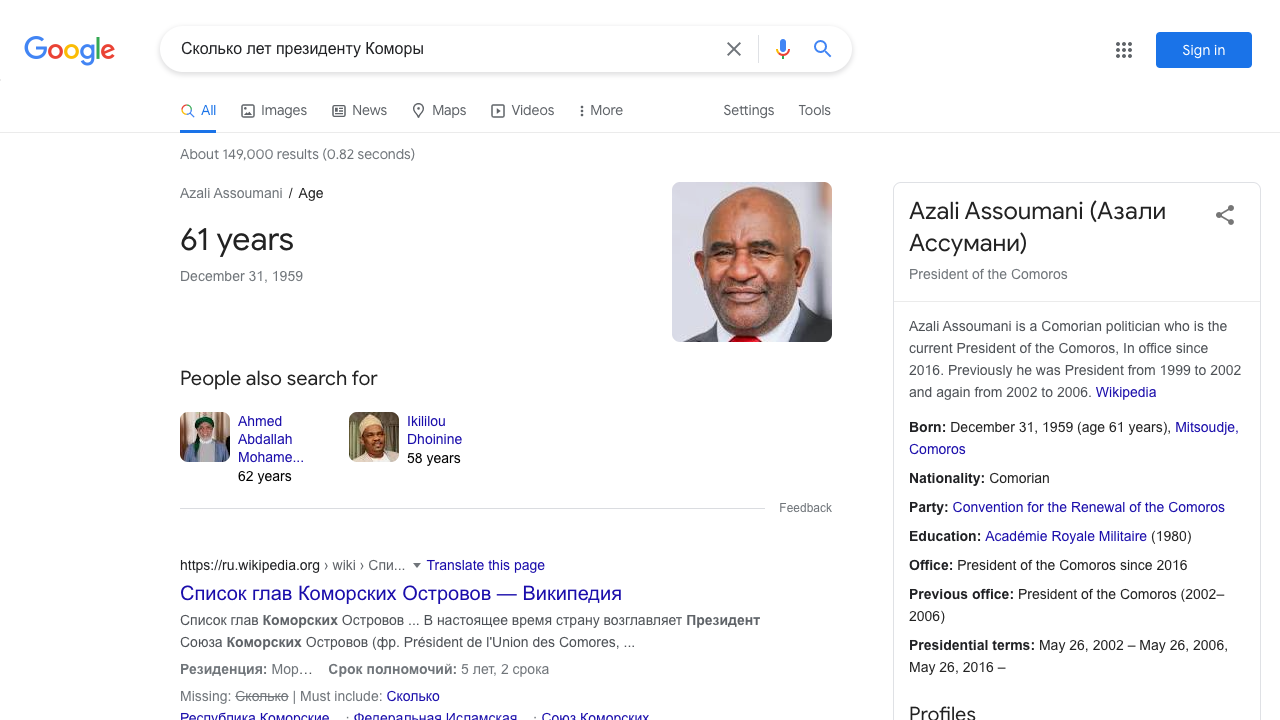 Google
Сколько лет президенту Коморы
Sign in
All
Images
News
Maps
Videos
More
Settings
Tools
About 149,000 results (0.82 seconds)
Azali Assoumani / Age
61 years
December 31, 1959
People also search for
Ahmed
Abdallah
Mohame...
62 years
Ikililou
Dhoinine
58 years
Feedback
https://ru.wikipedia.org › wiki › Спи... Translate this page
Список глав Коморских Островов — Википедия
Список глав Коморских Островов ... В настоящее время страну возглавляет Президент
Союза Коморских Островов (фр. Président de l'Union des Comores, ...
Резиденция: Мор… Срок полномочий: 5 лет, 2 срока
Missing: Сколько | Must include: Сколько
Республика Коморские... · Федеральная Исламская... · Союз Коморских
Azali Assoumani (Азали
Ассумани)
President of the Comoros
Azali Assoumani is a Comorian politician who is the
current President of the Comoros, In office since
2016. Previously he was President from 1999 to 2002
and again from 2002 to 2006. Wikipedia
Born: December 31, 1959 (age 61 years), Mitsoudje,
Comoros
Nationality: Comorian
Party: Convention for the Renewal of the Comoros
Education: Académie Royale Militaire (1980)
Office: President of the Comoros since 2016
Previous office: President of the Comoros (2002–
2006)
Presidential terms: May 26, 2002 – May 26, 2006,
May 26, 2016 –
Profiles